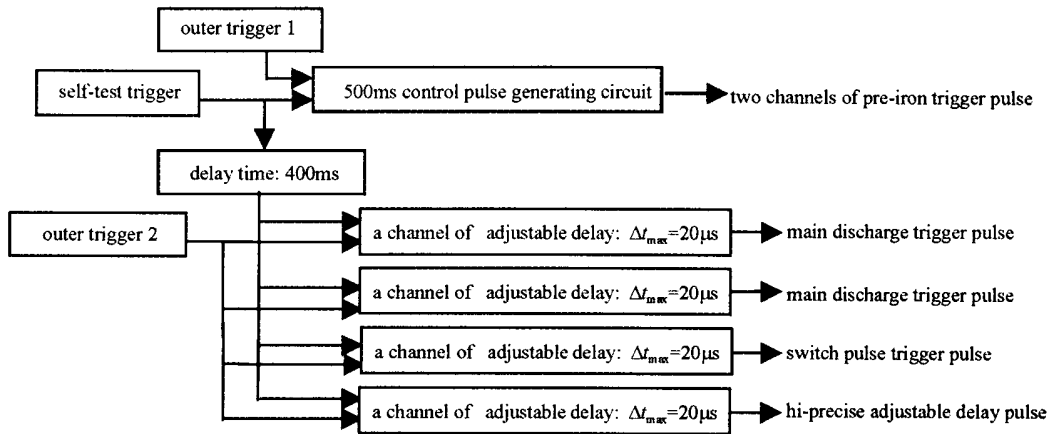 outer trigger 1
self-test trigger
500ms control pulse generating circuit
two channels of pre-iron trigger pulse
delay time: 400ms
outer trigger 2
a channel of adjustable delay: Δtmax=20μs
main discharge trigger pulse
a channel of adjustable delay: Δtmax=20μs
main discharge trigger pulse
a channel of adjustable delay: Δtmax=20μs
switch pulse trigger pulse
a channel of adjustable delay: Δtmax=20μs
hi-precise adjustable delay pulse